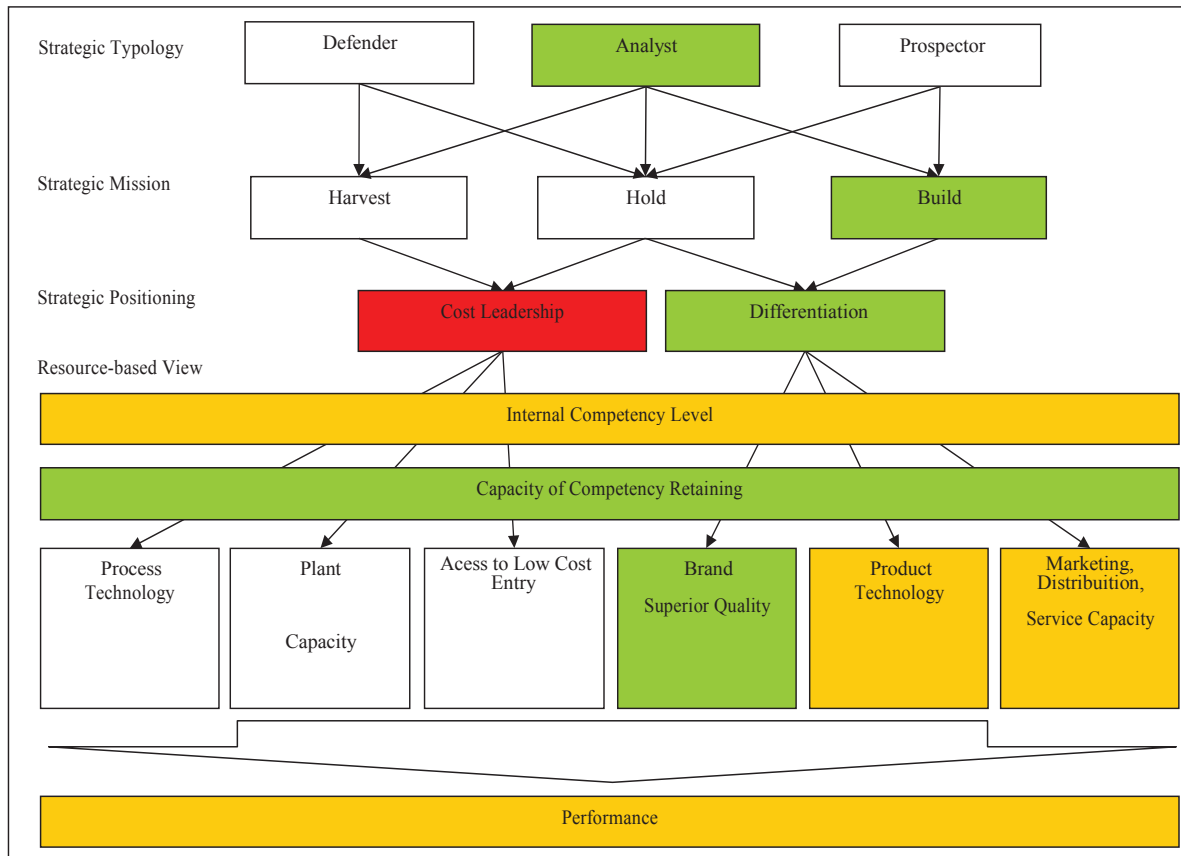 Strategic Typology
Defender
Analyst
Prospector
Strategic Mission
Harvest
Hold
Build
Strategic Positioning
Cost Leadership
Differentiation
Resource-based View
Internal Competency Level
Capacity of Competency Retaining
Process
Technology
Plant
Capacity
Acess to Low Cost
Entry
Brand
Superior Quality
Product
Technology
Marketing,
Distribuition,
Service Capacity
Performance